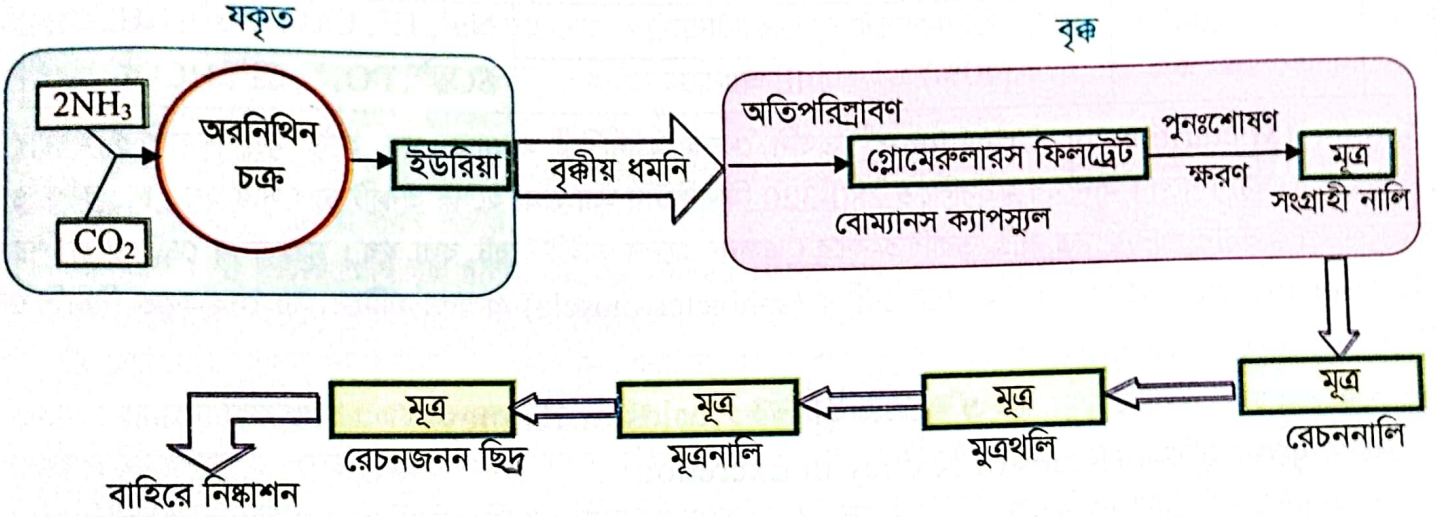 যকৃত
বৃক্ক
2NH₃
CO₂
অরনিথিন
চক্র
ইউরিয়া
বৃক্কীয় ধমনি
অতিপরিস্রাবণ
গ্লোমেরুলারস ফিলট্রেট
বোম্যানস ক্যাপস্যুল
পুনঃশোষণ
ক্ষরণ
মূত্র
সংগ্রাহী নালি
মূত্র
রেচননালি
মূত্র
মুত্রথলি
মূত্র
মূত্রনালি
মূত্র
রেচনজনন ছিদ্র
বাহিরে নিষ্কাশন